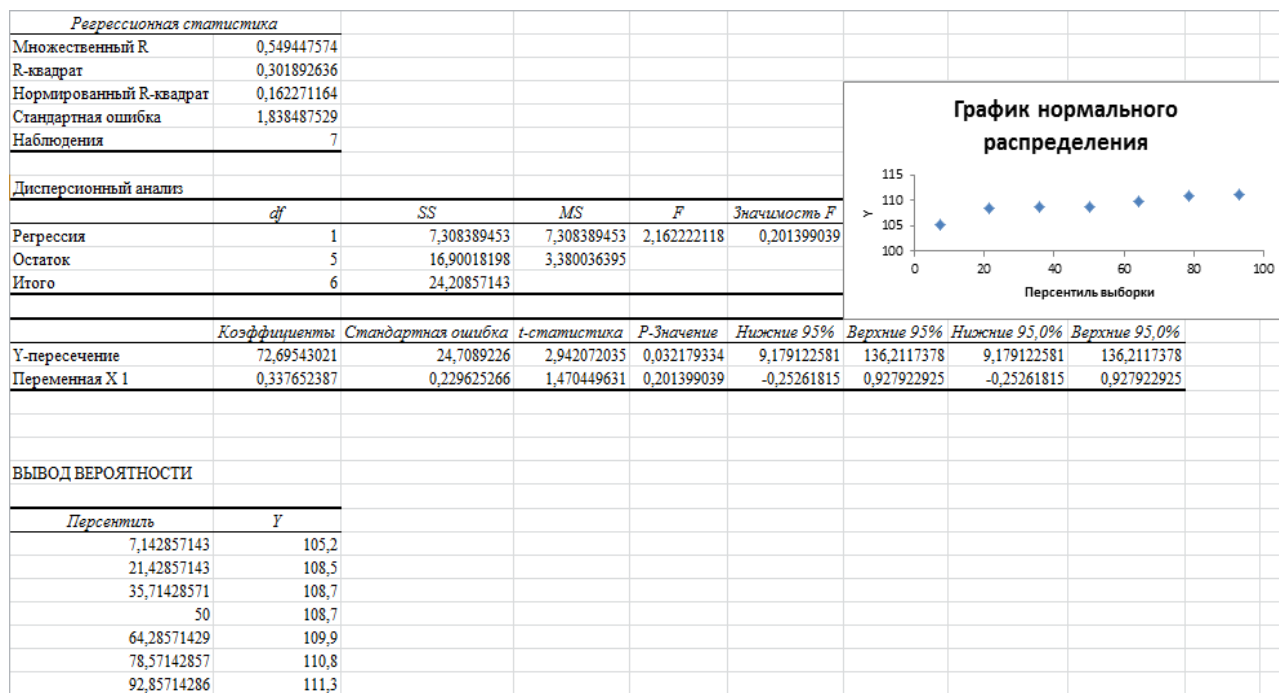 Регрессионная статистика
Множественный R 0,549447574
R-квадрат 0,301892636
Нормированный R-квадрат 0,162271164
Стандартная ошибка 1,838487529
Наблюдения 7
График нормального
распределения
115
110
105
100
Y
0 20 40 60 80 100
Персентиль выборки
Дисперсионный анализ
df SS MS F Значимость F
Регрессия 1 7,308389453 7,308389453 2,162222118 0,201399039
Остаток 5 16,90018198 3,380036395
Итого 6 24,20857143
Коэффициенты Стандартная ошибка t-статистика P-Значение Нижние 95% Верхние 95% Нижние 95,0% Верхние 95,0%
Y-пересечение 72,69543021 24,7089226 2,942072035 0,032179334 9,179122581 136,2117378 9,179122581 136,2117378
Переменная X 1 0,337652387 0,229625266 1,470449631 0,201399039 -0,25261815 0,927922925 -0,25261815 0,927922925
ВЫВОД ВЕРОЯТНОСТИ
Персентиль Y
7,142857143 105,2
21,42857143 108,5
35,71428571 108,7
50 108,7
64,28571429 109,9
78,57142857 110,8
92,85714286 111,3